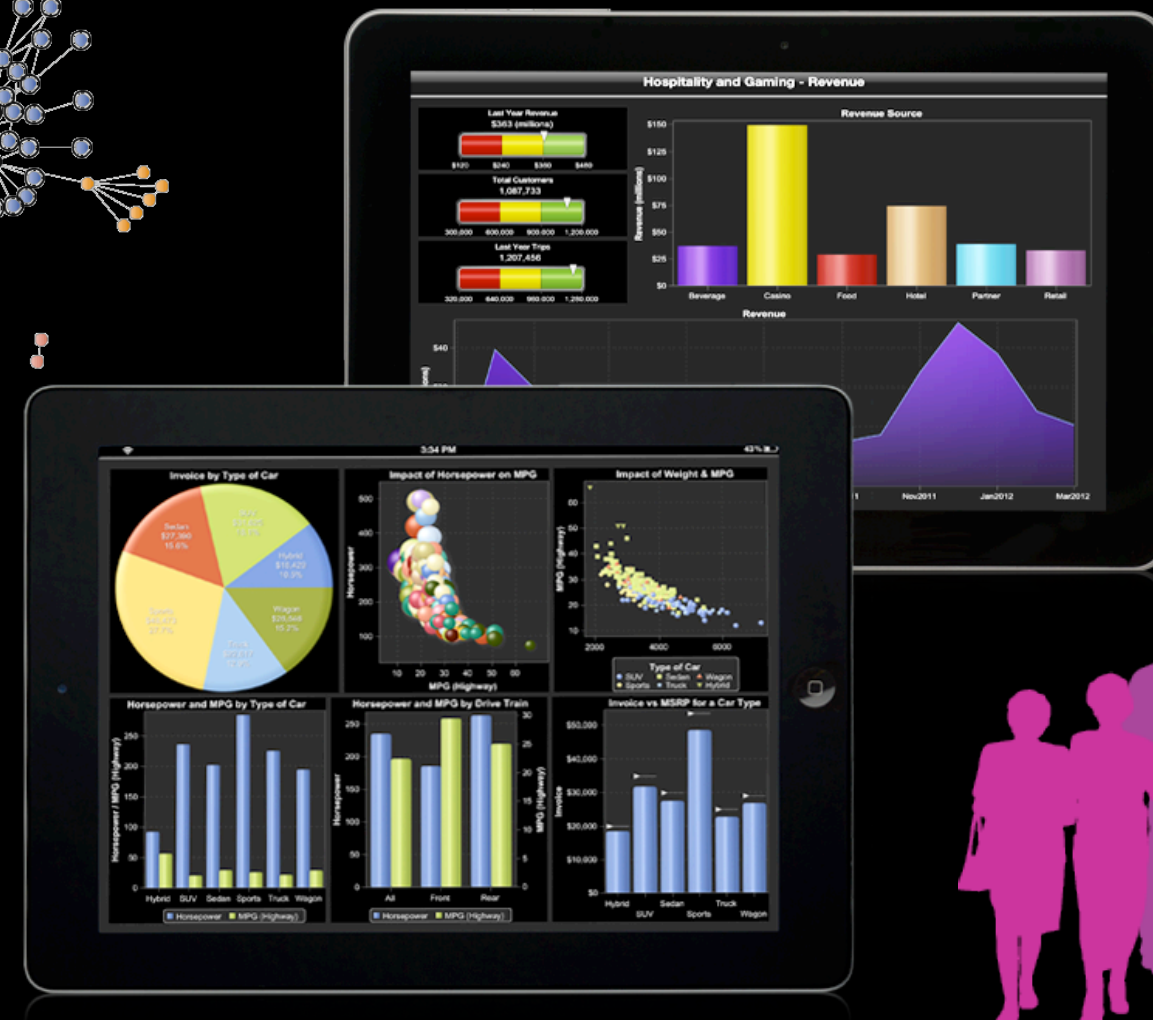 Hospitality and Gaming - Revenue
Last Year Revenue
$363 (millions)
$120 $240 $360 $480
Total Customers
1,087,733
300,000 600,000 900,000 1,200,000
Last Year Trips
1,207,456
320,000 640,000 960,000 1,280,000
Revenue Source
Revenue (millions)
$150
$125
$100
$75
$50
$25
$0
Beverage Casino Food Hotel Partner Retail
Revenue
$40
Nov2011 Jan2012 Mar2012
3:34 PM
43%
Invoice by Type of Car
Sedan
$27,390
15.6%
Hybrid
$18,423
10.5%
Wagon
15.2%
Sports
Truck
Impact of Horsepower on MPG
Horsepower
500
400
300
200
100
10 20 30 40 50 60
MPG (Highway)
Impact of Weight & MPG
MPG (Highway)
60
50
40
30
20
10
2000 4000 6000
Type of Car
SUV Sedan Wagon
Sports Truck Hybrid
Horsepower and MPG by Type of Car
Horsepower / MPG (Highway)
250
200
150
100
50
0
Hybrid SUV Sedan Sports Truck Wagon
Horsepower MPG (Highway)
Horsepower and MPG by Drive Train
Horsepower
250
200
150
100
50
0
30
25
20
15
10
5
0
MPG (Highway)
All Front Rear
Horsepower MPG (Highway)
Invoice vs MSRP for a Car Type
Invoice
$50,000
$40,000
$30,000
$20,000
$10,000
$0
Hybrid Sedan Truck
SUV Sports Wagon